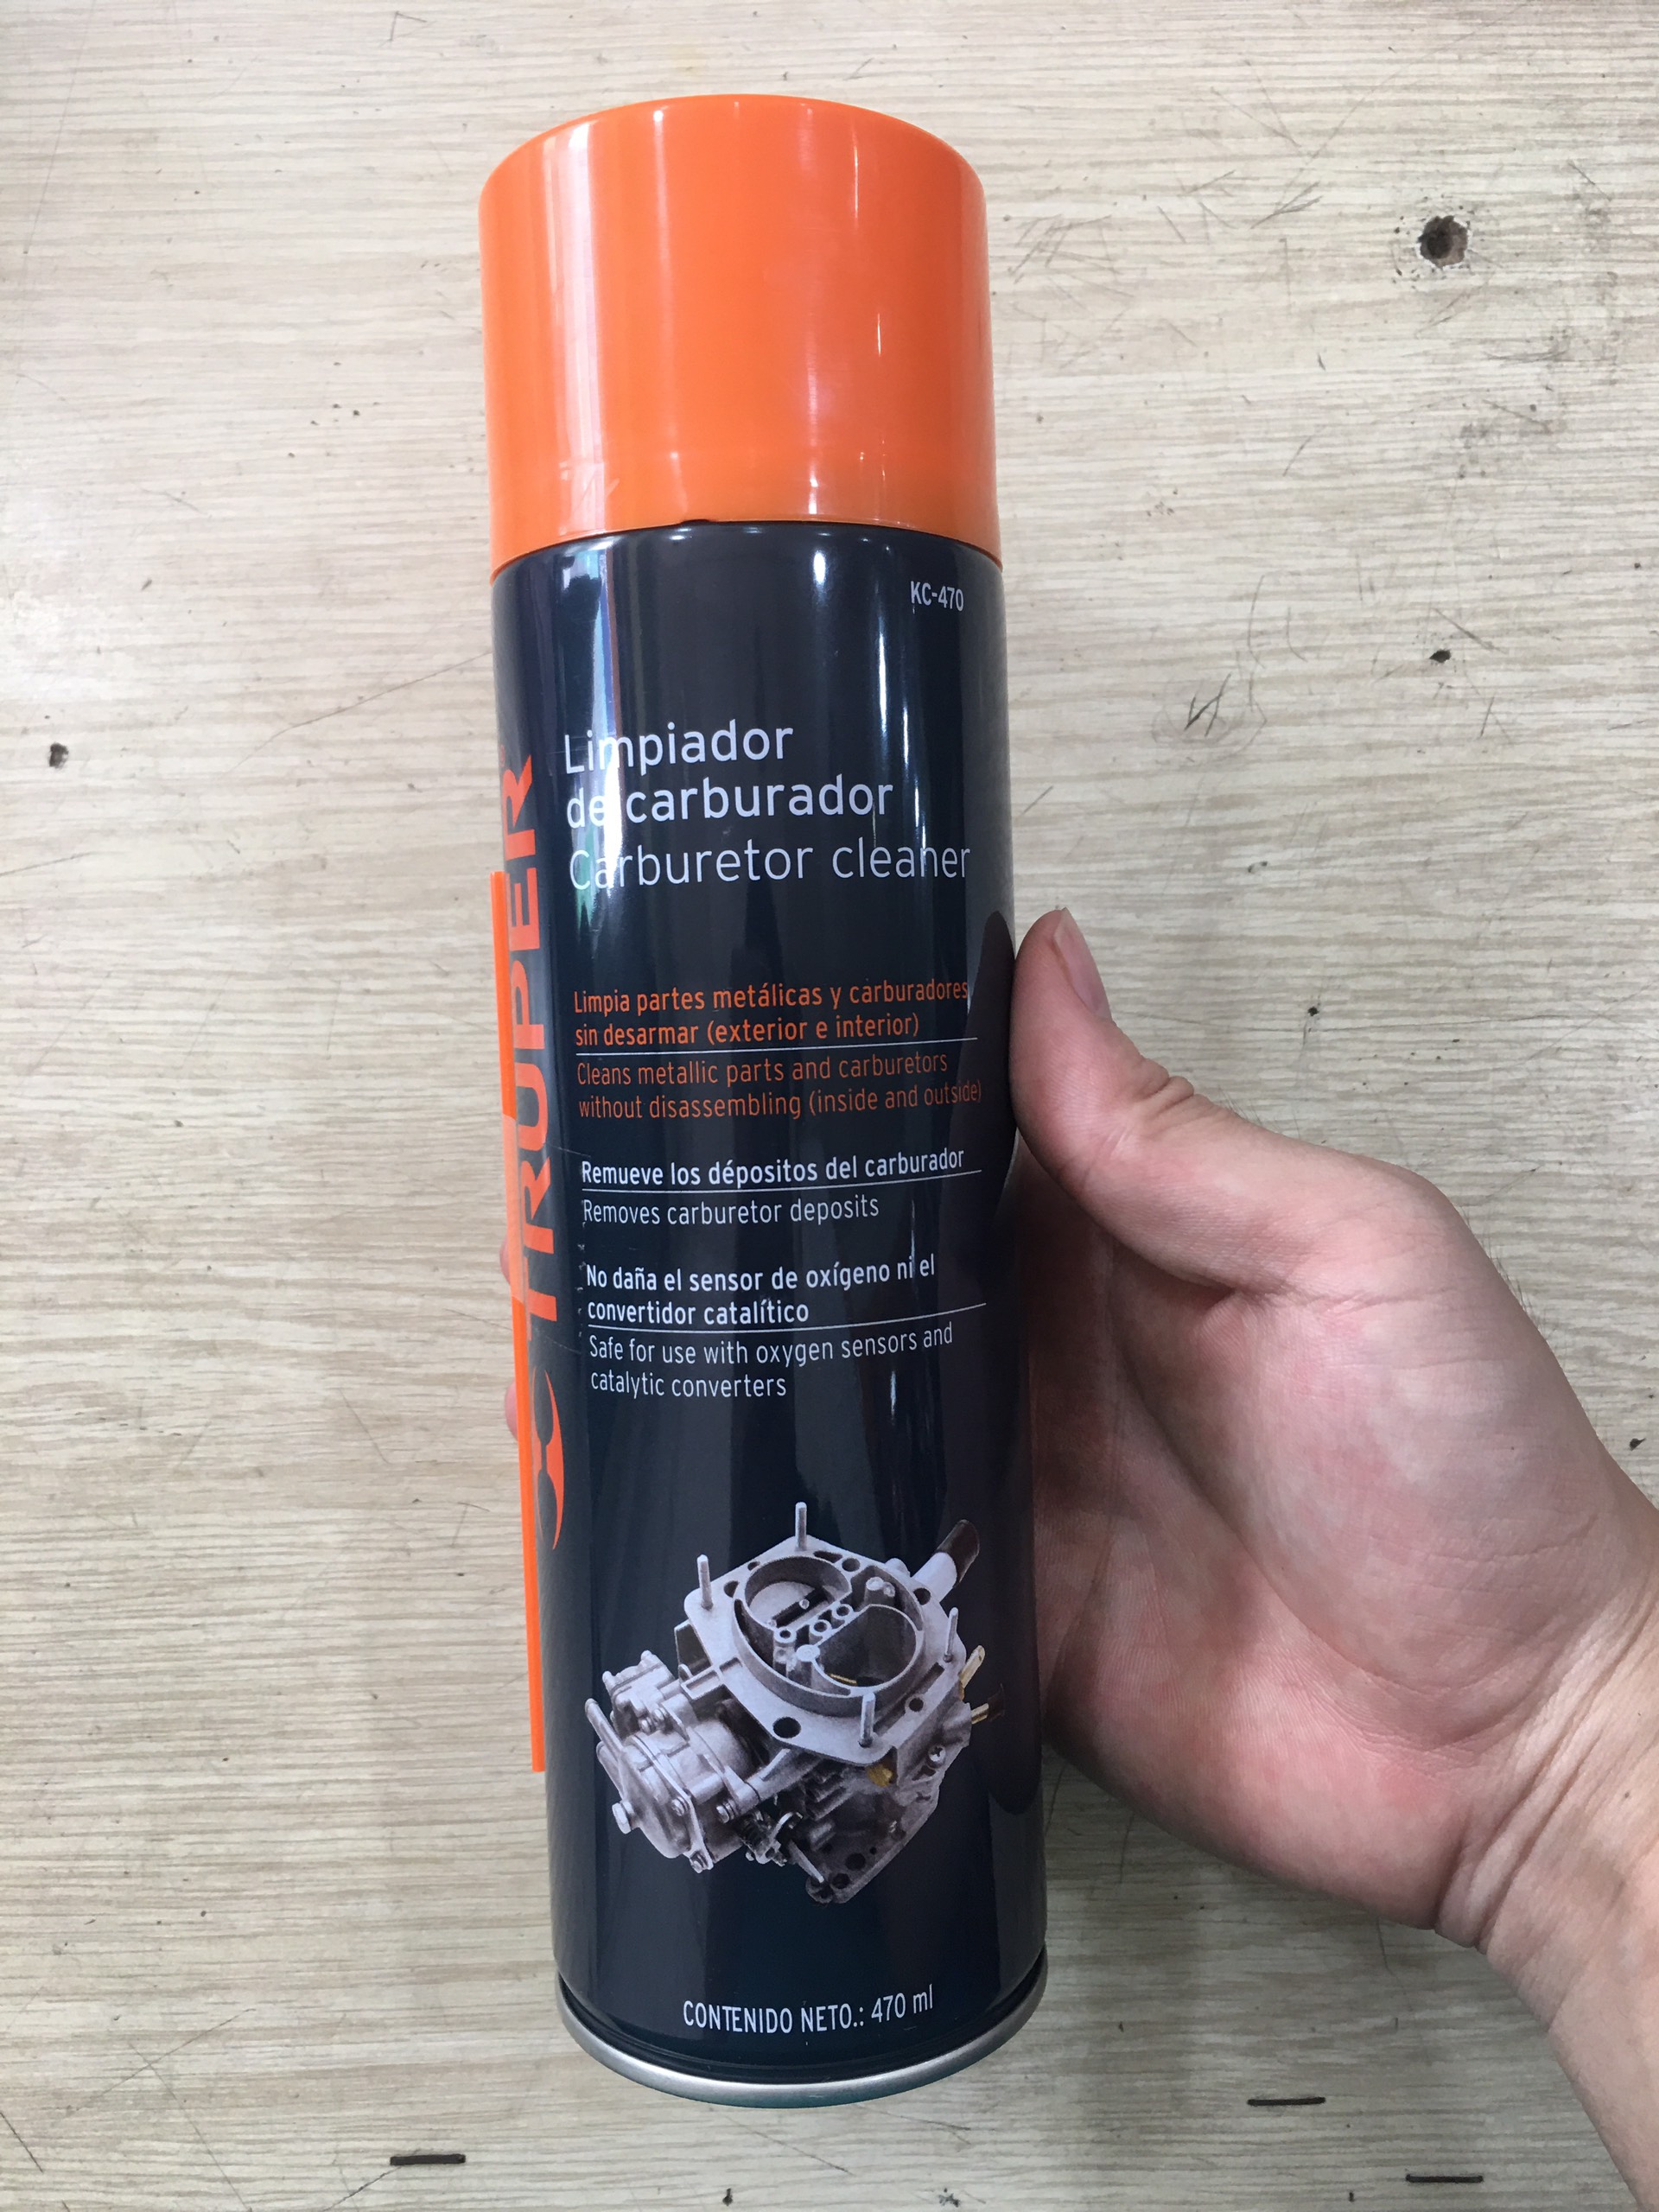 KC-470
TRUPER
Limpiador
de carburador
Carburetor cleaner
Limpia partes metálicas y carburadores
sin desarmar (exterior e interior)
Cleans metallic parts and carburetors
without disassembling (inside and outside)
Remueve los dépositos del carburador
Removes carburetor deposits
No daña el sensor de oxígeno ni el
convertidor catalítico
Safe for use with oxygen sensors and
catalytic converters
CONTENIDO NETO.: 470 ml